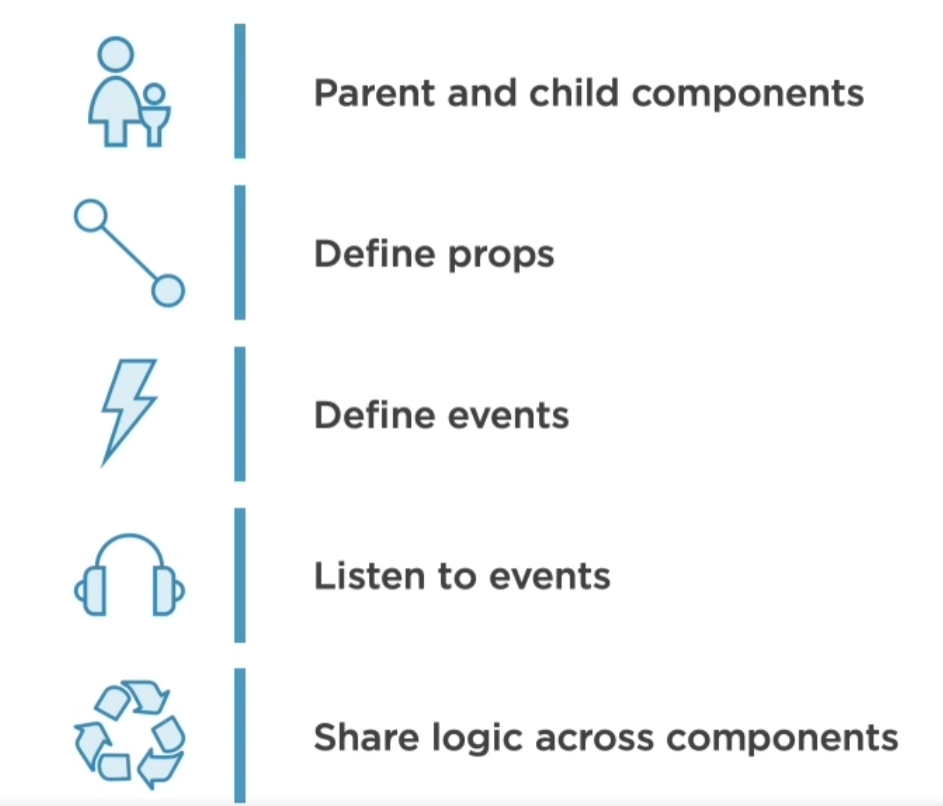 Parent and child components
Define props
Define events
Listen to events
Share logic across components